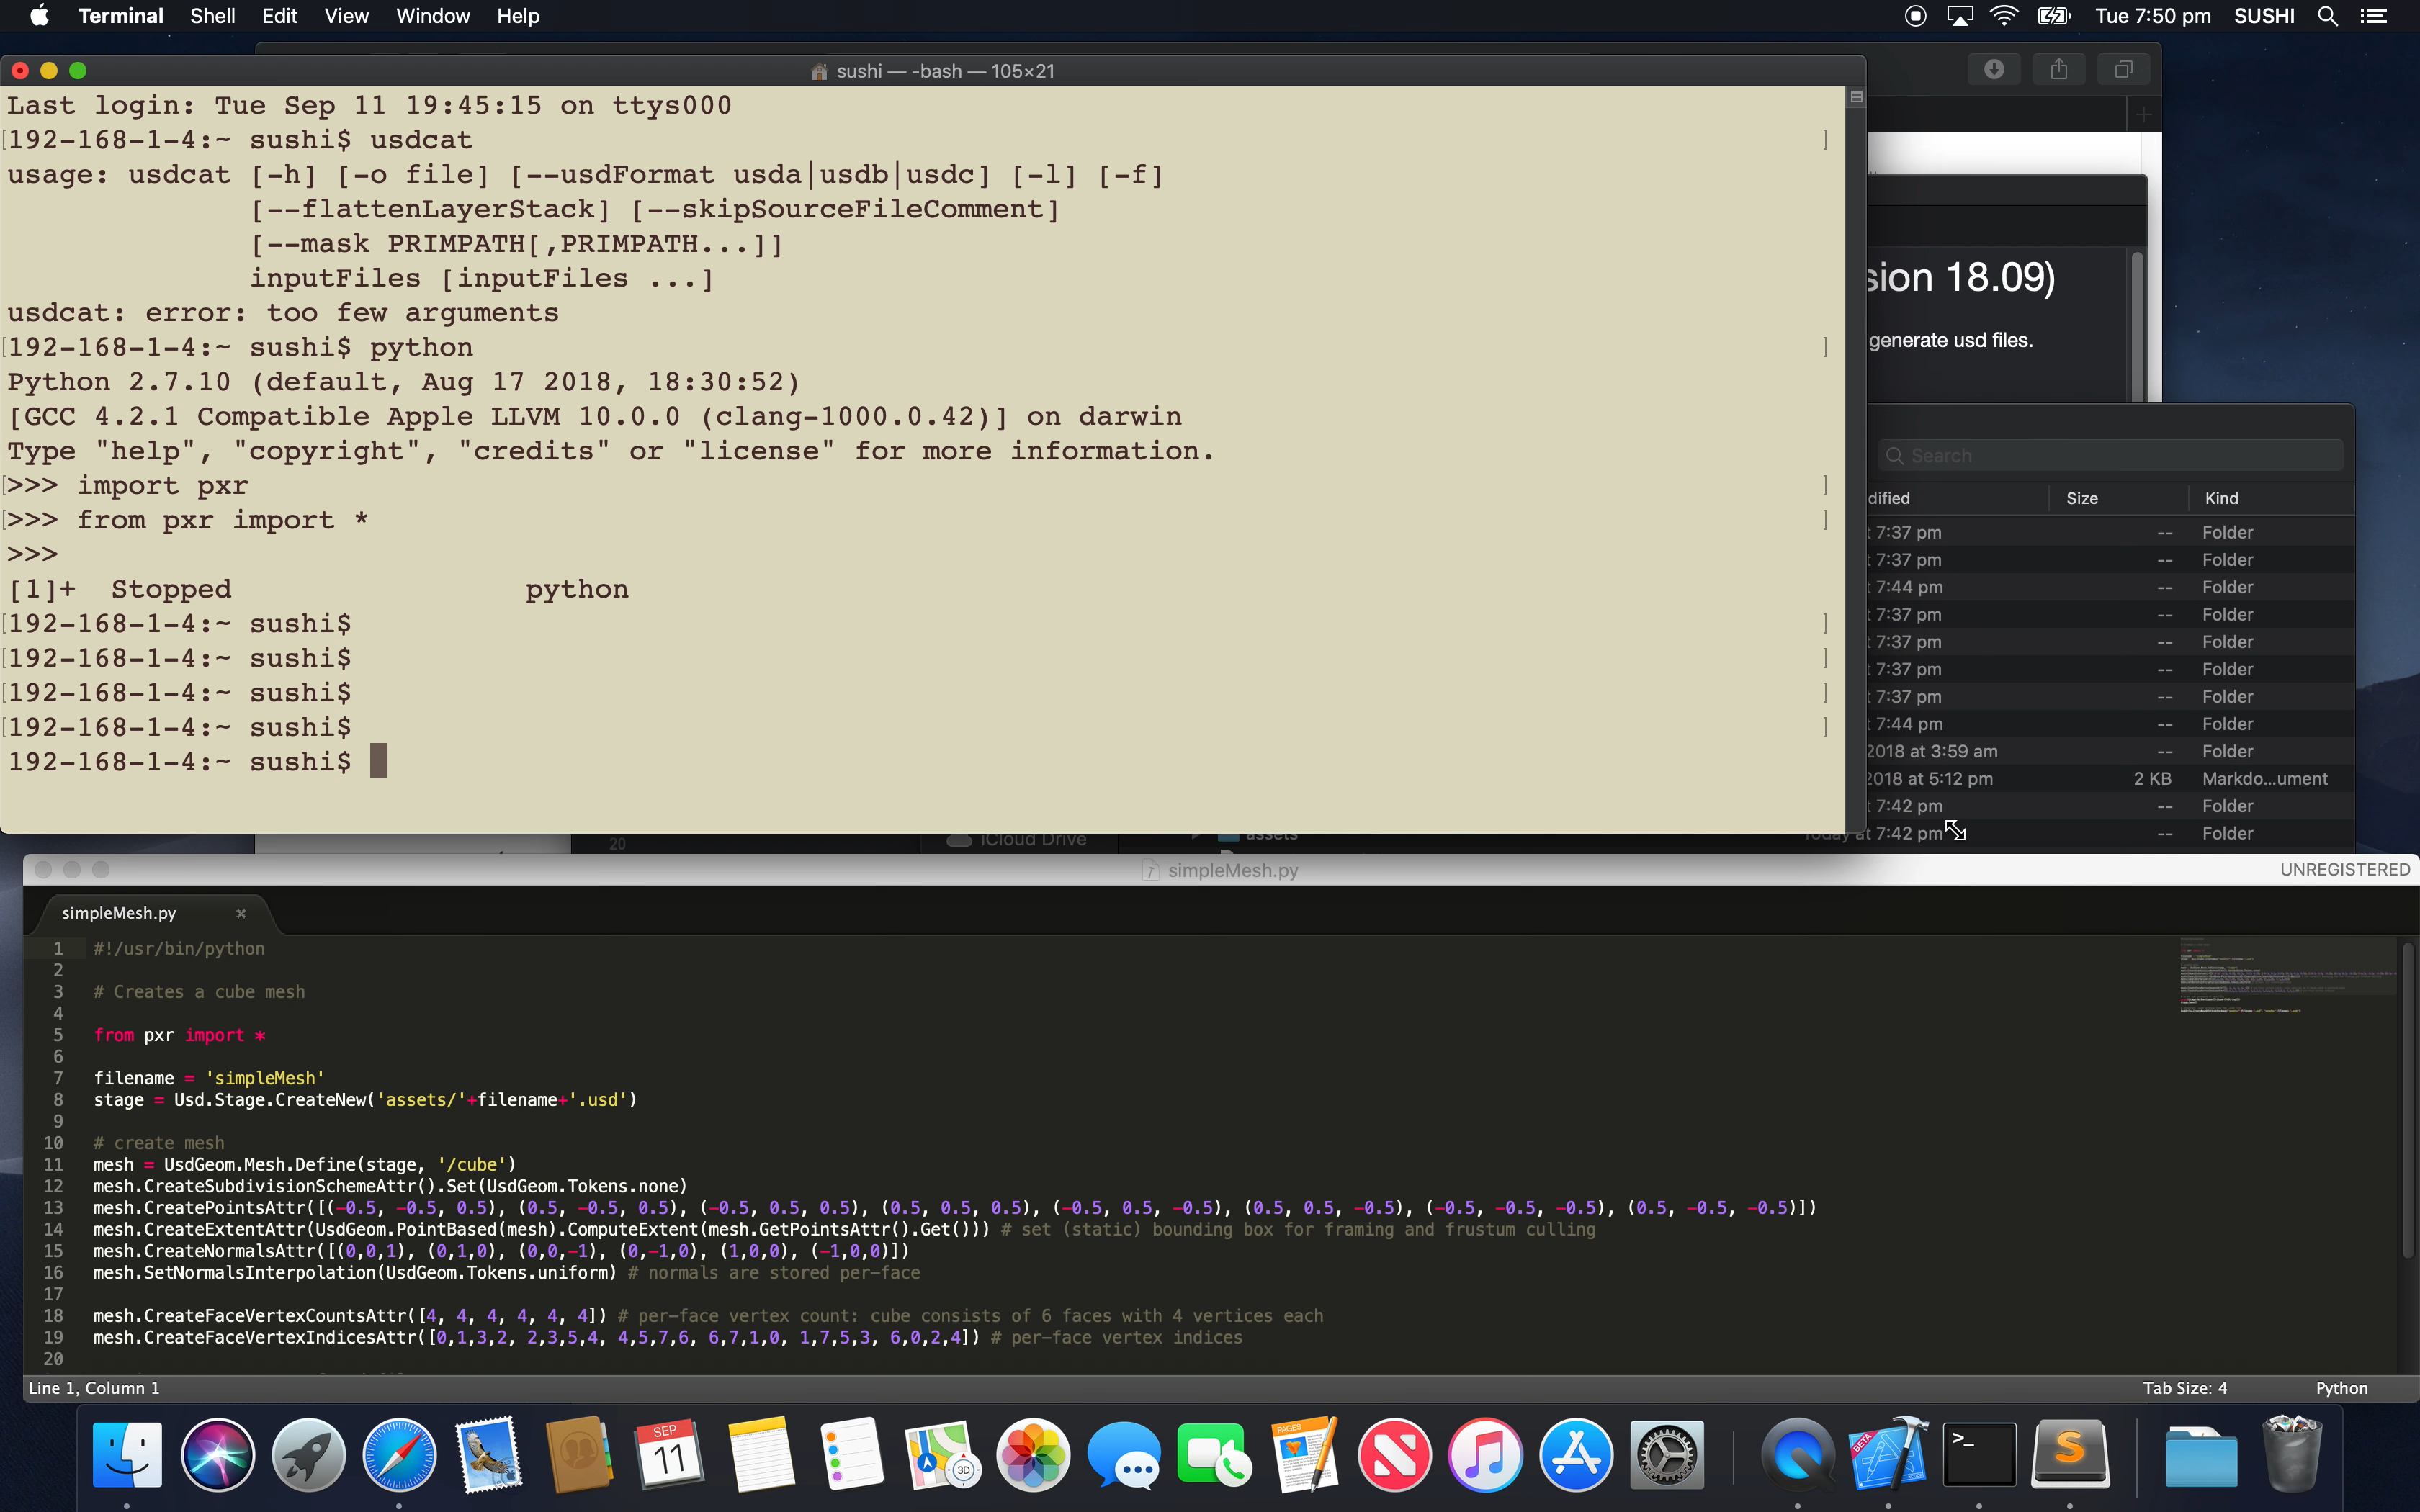 Terminal Shell Edit View Window Help Tue 7:50 pm SUSHI
sushi — -bash — 105×21
Last login: Tue Sep 11 19:45:15 on ttys000
[192-168-1-4:~ sushi$ usdcat ]
usage: usdcat [-h] [-o file] [--usdFormat usda|usdb|usdc] [-l] [-f]
[--flattenLayerStack] [--skipSourceFileComment]
[--mask PRIMPATH[,PRIMPATH...]]
inputFiles [inputFiles ...]
usdcat: error: too few arguments
[192-168-1-4:~ sushi$ python ]
Python 2.7.10 (default, Aug 17 2018, 18:30:52)
[GCC 4.2.1 Compatible Apple LLVM 10.0.0 (clang-1000.0.42)] on darwin
Type "help", "copyright", "credits" or "license" for more information.
[>>> import pxr ]
[>>> from pxr import * ]
>>>
[1]+ Stopped python
[192-168-1-4:~ sushi$ ]
[192-168-1-4:~ sushi$ ]
[192-168-1-4:~ sushi$ ]
[192-168-1-4:~ sushi$ ]
192-168-1-4:~ sushi$
sion 18.09)
generate usd files.
Search
dified Size Kind
t 7:37 pm -- Folder
t 7:37 pm -- Folder
t 7:44 pm -- Folder
t 7:37 pm -- Folder
t 7:37 pm -- Folder
t 7:37 pm -- Folder
t 7:37 pm -- Folder
t 7:44 pm -- Folder
2018 at 3:59 am -- Folder
2018 at 5:12 pm 2 KB Markdo...ument
t 7:42 pm -- Folder
20 iCloud Drive assets Today at 7:42 pm -- Folder
simpleMesh.py UNREGISTERED
simpleMesh.py ×
1 #!/usr/bin/python
2
3 # Creates a cube mesh
4
5 from pxr import *
6
7 filename = 'simpleMesh'
8 stage = Usd.Stage.CreateNew('assets/'+filename+'.usd')
9
10 # create mesh
11 mesh = UsdGeom.Mesh.Define(stage, '/cube')
12 mesh.CreateSubdivisionSchemeAttr().Set(UsdGeom.Tokens.none)
13 mesh.CreatePointsAttr([(-0.5, -0.5, 0.5), (0.5, -0.5, 0.5), (-0.5, 0.5, 0.5), (0.5, 0.5, 0.5), (-0.5, 0.5, -0.5), (0.5, 0.5, -0.5), (-0.5, -0.5, -0.5), (0.5, -0.5, -0.5)])
14 mesh.CreateExtentAttr(UsdGeom.PointBased(mesh).ComputeExtent(mesh.GetPointsAttr().Get())) # set (static) bounding box for framing and frustum culling
15 mesh.CreateNormalsAttr([(0,0,1), (0,1,0), (0,0,-1), (0,-1,0), (1,0,0), (-1,0,0)])
16 mesh.SetNormalsInterpolation(UsdGeom.Tokens.uniform) # normals are stored per-face
17
18 mesh.CreateFaceVertexCountsAttr([4, 4, 4, 4, 4, 4]) # per-face vertex count: cube consists of 6 faces with 4 vertices each
19 mesh.CreateFaceVertexIndicesAttr([0,1,3,2, 2,3,5,4, 4,5,7,6, 6,7,1,0, 1,7,5,3, 6,0,2,4]) # per-face vertex indices
20
Line 1, Column 1 Tab Size: 4 Python
SEP
11
3D
PAGES
BETA
>_
S